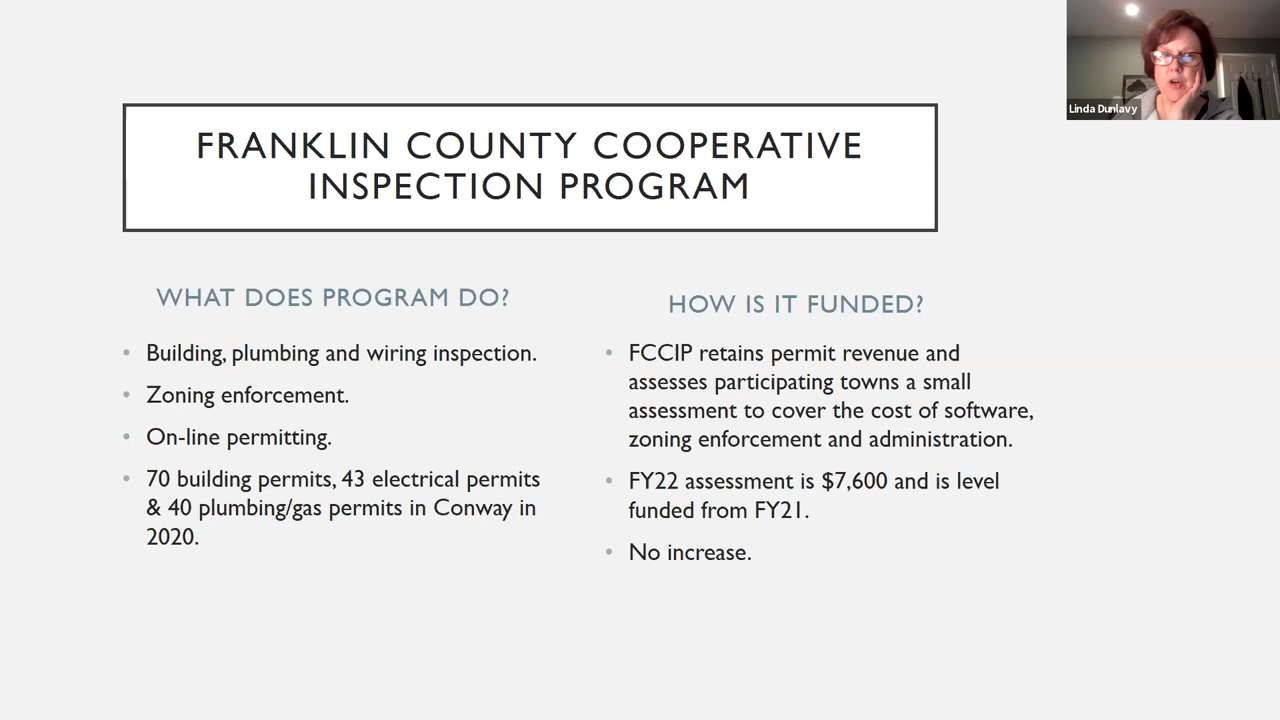 FRANKLIN COUNTY COOPERATIVE
INSPECTION PROGRAM
WHAT DOES PROGRAM DO?
• Building, plumbing and wiring inspection.
• Zoning enforcement.
• On-line permitting.
• 70 building permits, 43 electrical permits
& 40 plumbing/gas permits in Conway in
2020.
HOW IS IT FUNDED?
• FCCIP retains permit revenue and
assesses participating towns a small
assessment to cover the cost of software,
zoning enforcement and administration.
• FY22 assessment is $7,600 and is level
funded from FY21.
• No increase.
Linda Dunlavy